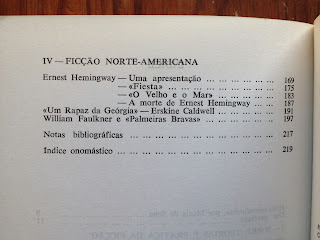 IV — FICÇÃO NORTE-AMERICANA
Ernest Hemingway — Uma apresentação ... ... ... ... ... ... 169
— «Fiesta» ... ... ... ... ... ... ... ... ... 175
— «O Velho e o Mar» ... ... ... ... ... ... 183
— A morte de Ernest Hemingway ... ... ... 187
«Um Rapaz da Geórgia» — Erskine Caldwell ... ... ... ... 191
William Faulkner e «Palmeiras Bravas» ... ... ... ... ... ... 197
Notas bibliográficas ... ... ... ... ... ... ... ... ... ... ... 217
Indice onomástico ... ... ... ... ... ... ... ... ... ... ... ... 219